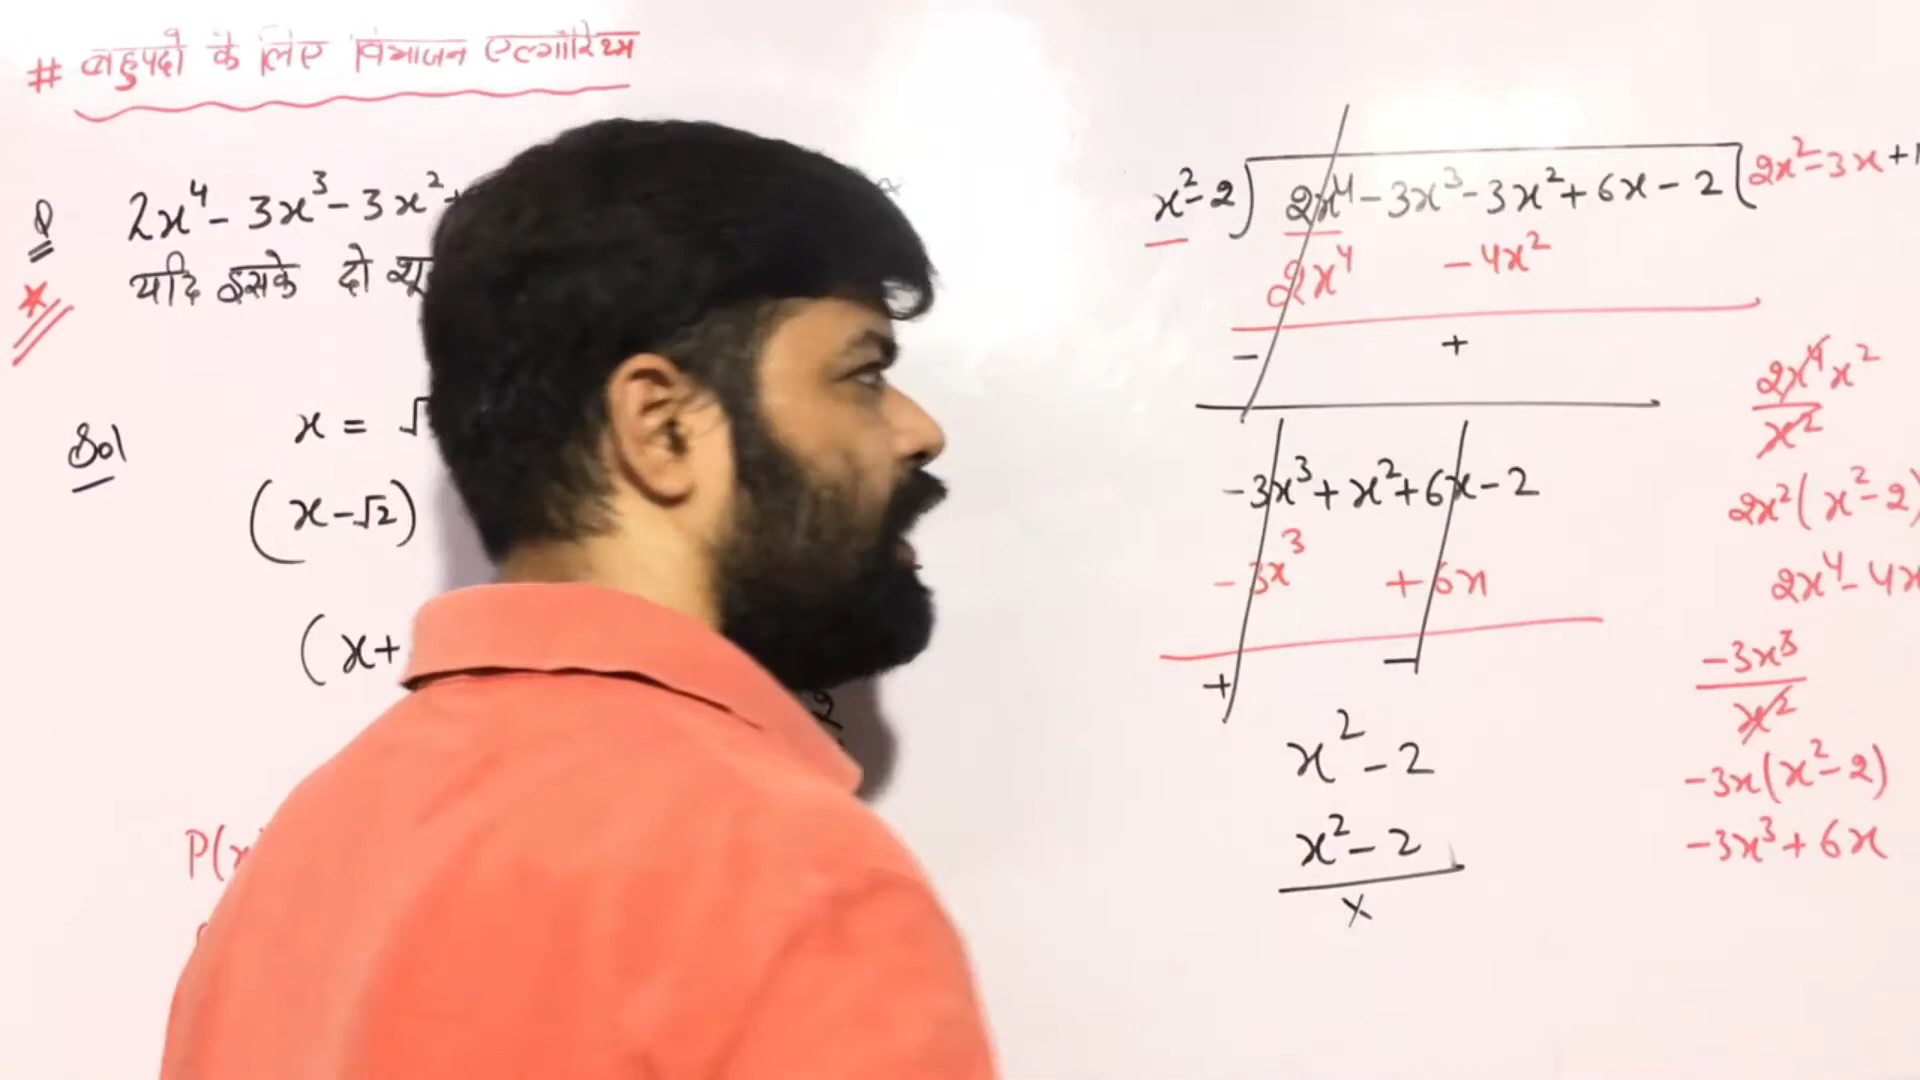 # बहुपदो के लिए विभाजन एल्गोरिथ्म
Q 2x⁴ - 3x³ - 3x² +
यदि इसके दो
Sol x = √
(x-√2)
(x+
P(x
x²-2) 2x⁴ - 3x³ - 3x² + 6x - 2 (2x² - 3x + 1
2x⁴ - 4x²
- +
-3x³ + x² + 6x - 2
-3x³ + 6x
+ -
x² - 2
x² - 2
x
2x⁴ x²
x²
2x²(x² - 2)
2x⁴ - 4x
-3x³
x²
-3x(x² - 2)
-3x³ + 6x